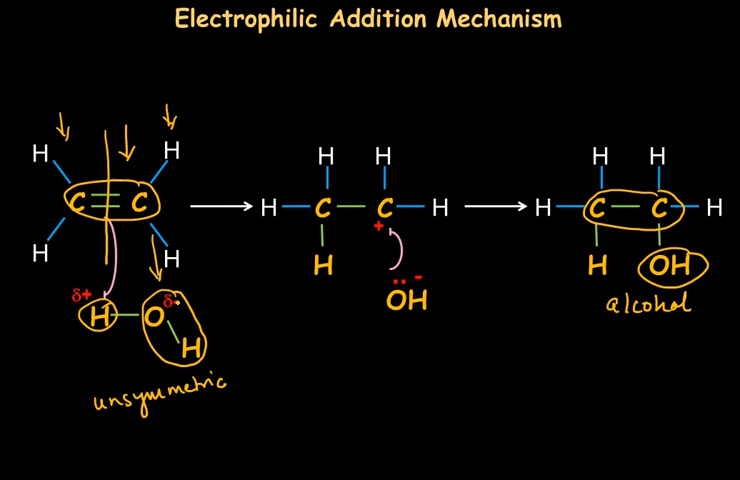 Electrophilic Addition Mechanism
H H H H H H
C C H C C H H C C H
H H + H OH
δ+ δ- ·· -
H O OH
H alcohol
unsymmetric